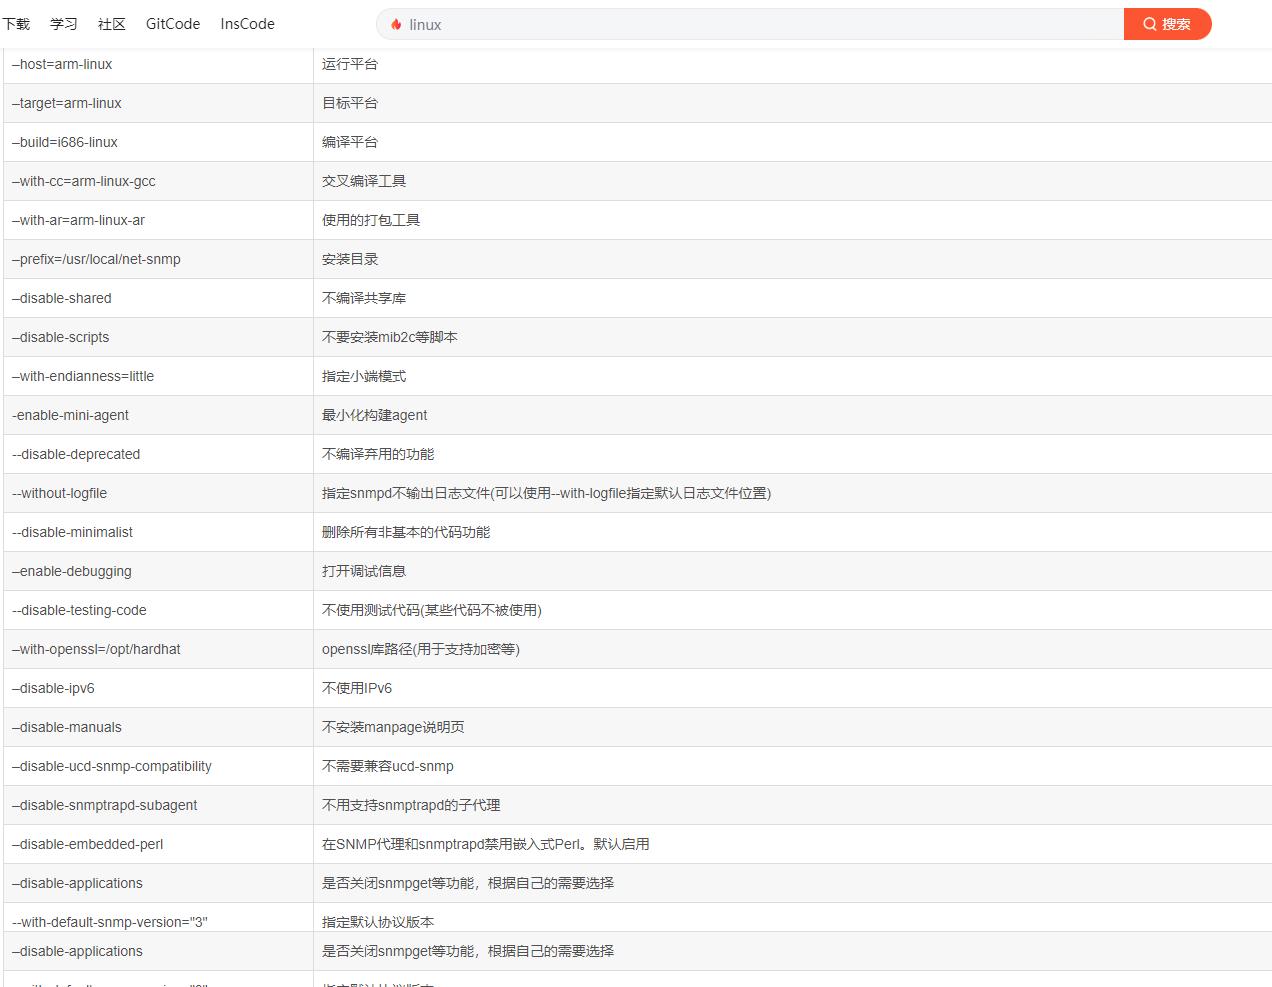 下载 学习 社区 GitCode InsCode linux 搜索
–host=arm-linux 运行平台
–target=arm-linux 目标平台
–build=i686-linux 编译平台
–with-cc=arm-linux-gcc 交叉编译工具
–with-ar=arm-linux-ar 使用的打包工具
–prefix=/usr/local/net-snmp 安装目录
–disable-shared 不编译共享库
–disable-scripts 不要安装mib2c等脚本
–with-endianness=little 指定小端模式
-enable-mini-agent 最小化构建agent
--disable-deprecated 不编译弃用的功能
--without-logfile 指定snmpd不输出日志文件(可以使用--with-logfile指定默认日志文件位置)
--disable-minimalist 删除所有非基本的代码功能
–enable-debugging 打开调试信息
--disable-testing-code 不使用测试代码(某些代码不被使用)
–with-openssl=/opt/hardhat openssl库路径(用于支持加密等)
–disable-ipv6 不使用IPv6
–disable-manuals 不安装manpage说明页
–disable-ucd-snmp-compatibility 不需要兼容ucd-snmp
–disable-snmptrapd-subagent 不用支持snmptrapd的子代理
–disable-embedded-perl 在SNMP代理和snmptrapd禁用嵌入式Perl。默认启用
–disable-applications 是否关闭snmpget等功能，根据自己的需要选择
--with-default-snmp-version="3" 指定默认协议版本
–disable-applications 是否关闭snmpget等功能，根据自己的需要选择